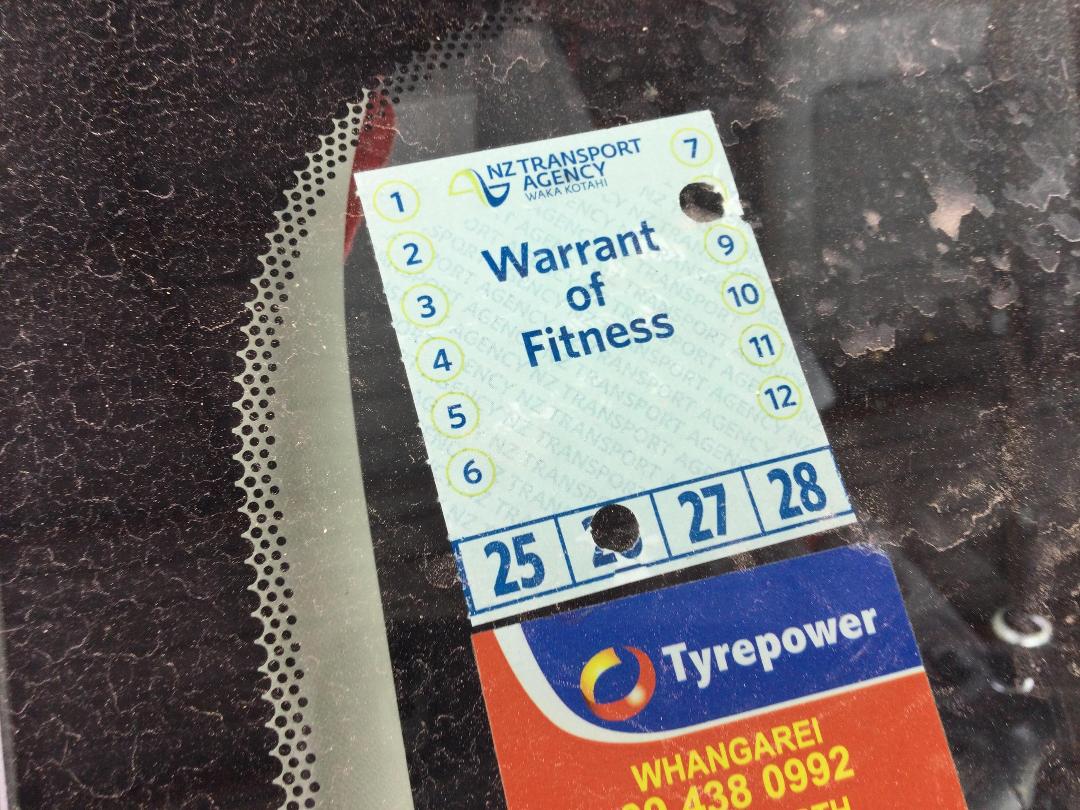 NZ TRANSPORT
AGENCY
WAKA KOTAHI
1
2
3
4
5
6
7
9
10
11
12
Warrant
of
Fitness
25 27 28
Tyrepower
WHANGAREI
438 0992